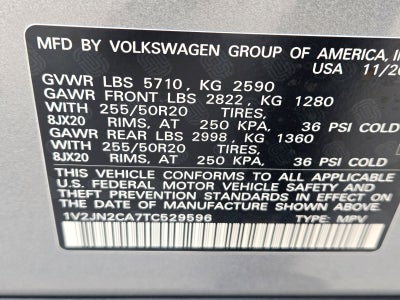 MFD BY VOLKSWAGEN GROUP OF AMERICA,
USA 11/20
GVWR LBS 5710, KG 2590
GAWR FRONT LBS 2822, KG 1280
WITH 255/50R20 TIRES,
8JX20 RIMS, AT 250 KPA, 36 PSI COLD
GAWR REAR LBS 2998, KG 1360
WITH 255/50R20 TIRES,
8JX20 RIMS, AT 250 KPA, 36 PSI COLD
THIS VEHICLE CONFORMS TO ALL APPLICABLE
U.S. FEDERAL MOTOR VEHICLE SAFETY AND
THEFT PREVENTION STANDARDS IN EFFECT ON THE
DATE OF MANUFACTURE SHOWN ABOVE.
1V2JN2CA7TC529596 TYPE: MPV